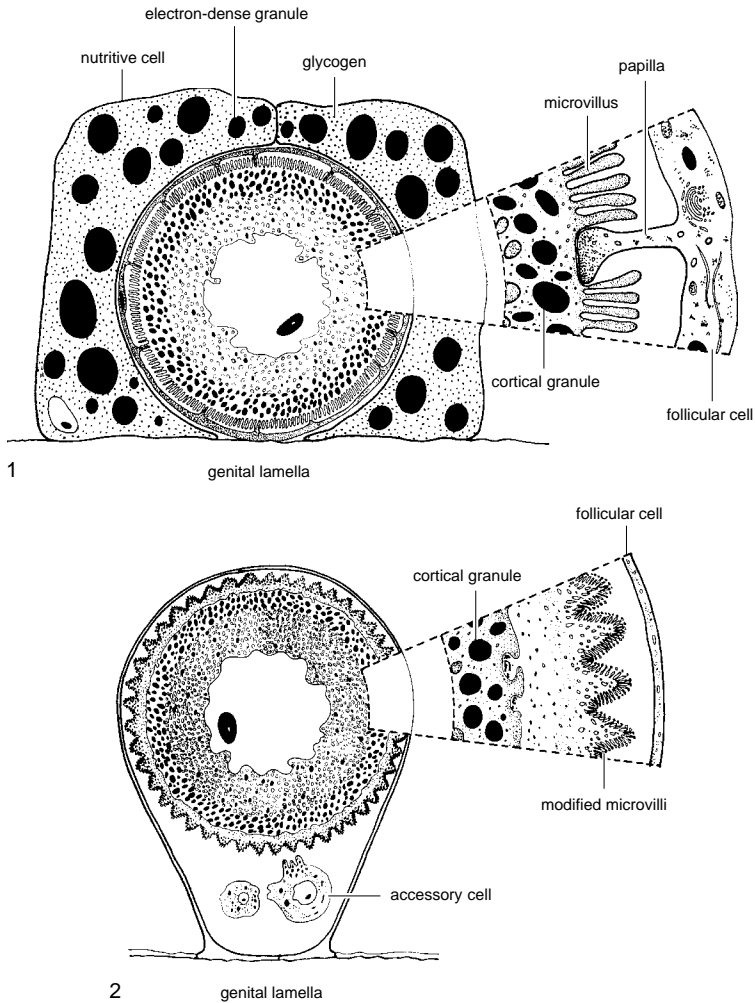 electron-dense granule
nutritive cell
glycogen
papilla
microvillus
cortical granule
follicular cell
1
genital lamella
follicular cell
cortical granule
modified microvilli
accessory cell
2
genital lamella